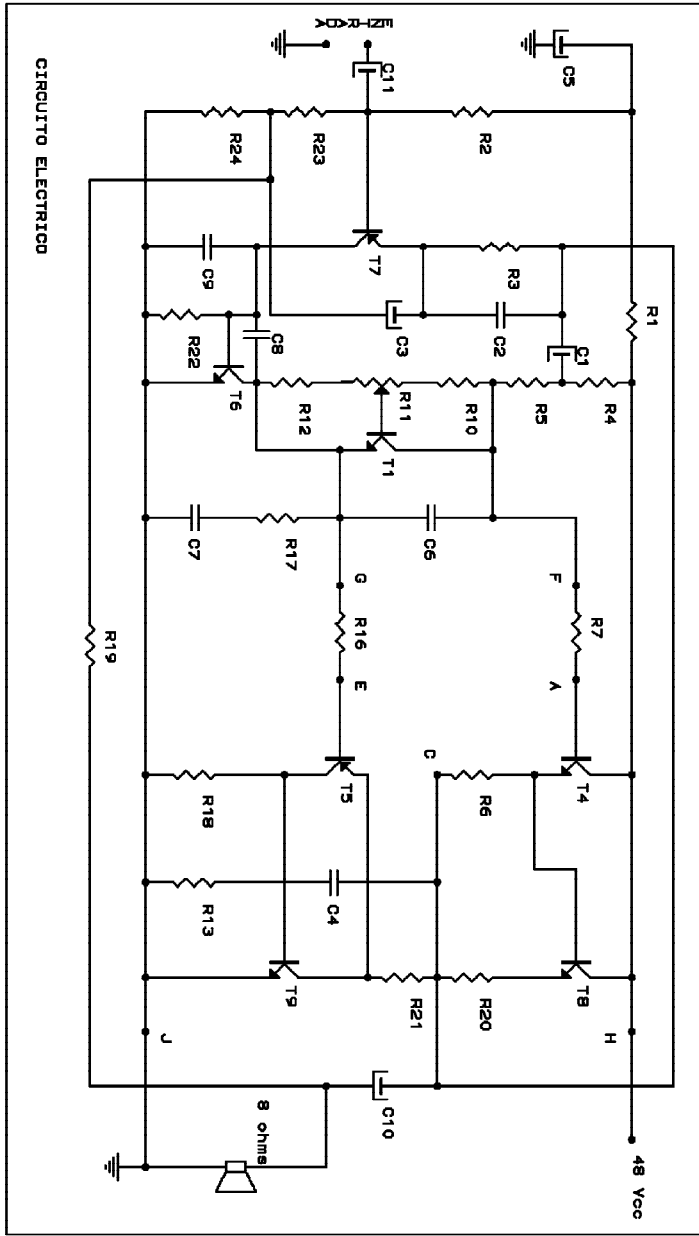 R1
48 Vcc
H
R4
R7
C5
C1
T4
T8
F
A
R5
C2
R2
R3
R6
R10
R20
C
C6
R21
R11
C3
C11
T1
C10
T7
G
R16
E
ENTRADA
T5
C4
R23
R12
R17
T9
C8
8 ohms
T6
R24
C9
R18
R13
C7
R22
J
R19
CIRCUITO ELECTRICO